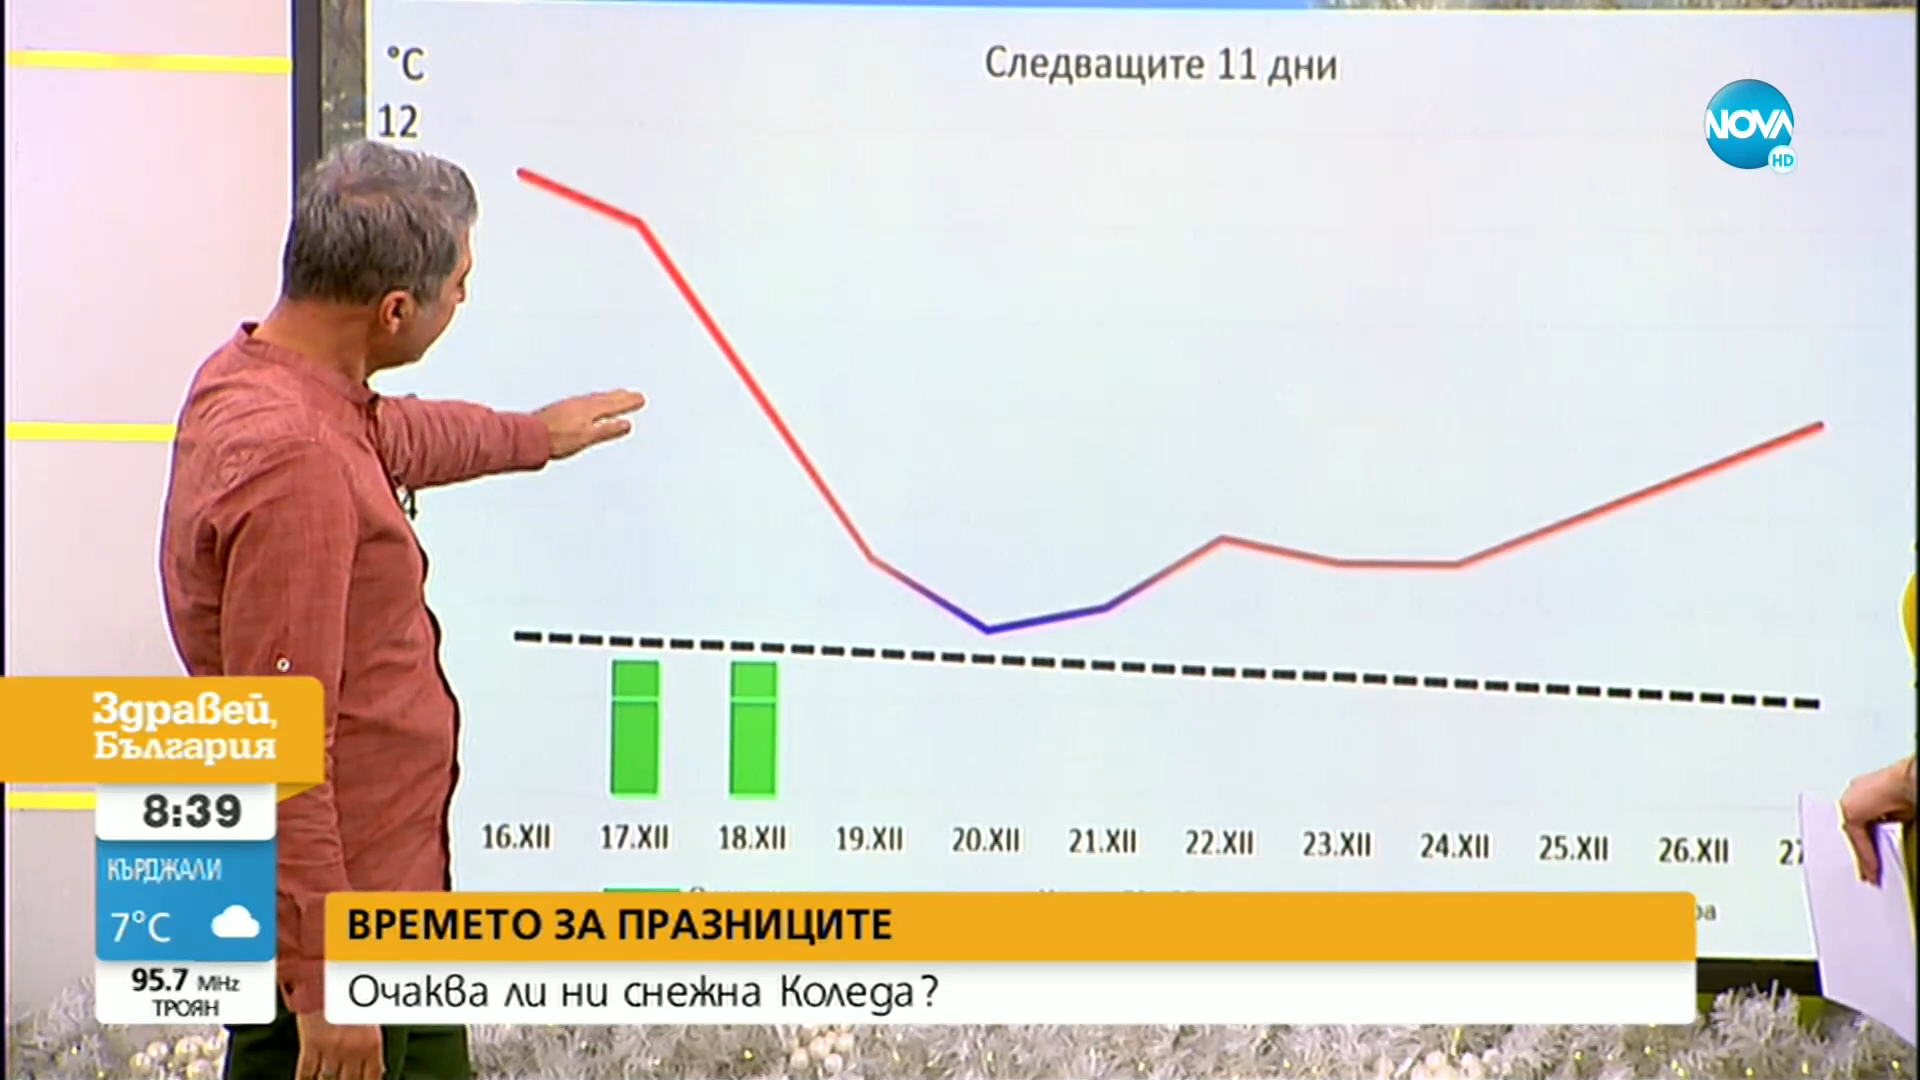 °C
Следващите 11 дни
12
NOVA
HD
4
Здравей,
България
16.XII 17.XII 18.XII 19.XII 20.XII 21.XII 22.XII 23.XII 24.XII 25.XII 26.XII
8:39
КЪРДЖАЛИ
7°C
ВРЕМЕТО ЗА ПРАЗНИЦИТЕ
95.7 MHz
ТРОЯН
Очаква ли ни снежна Коледа?